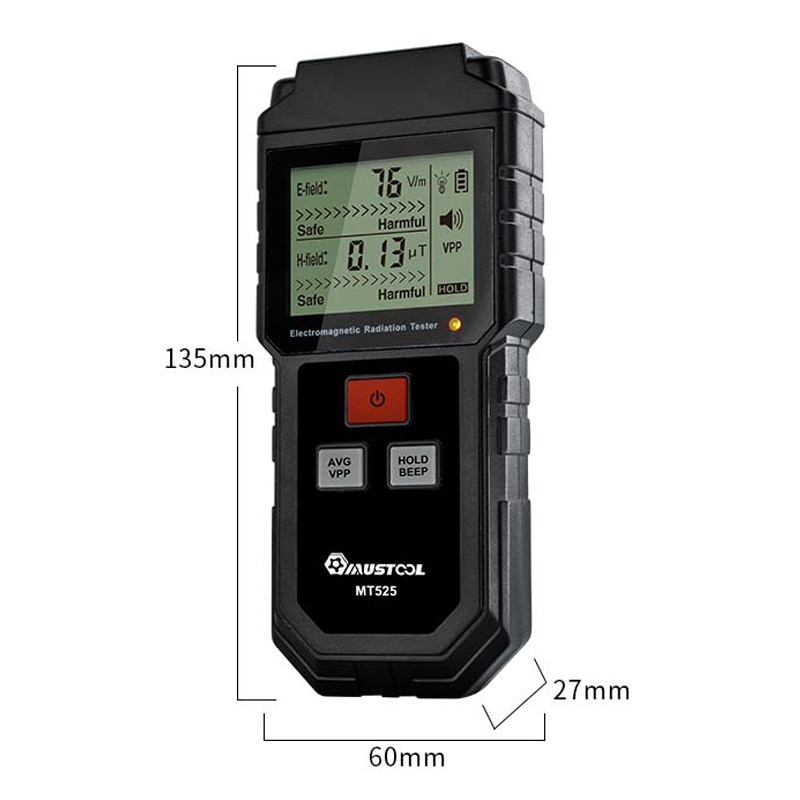 E-field: 76 V/m
Safe Harmful
H-field: 0.13 µT
Safe Harmful
VPP
HOLD
Electromagnetic Radiation Tester
AVG
VPP
HOLD
BEEP
MUSTOOL
MT525
135mm
60mm
27mm